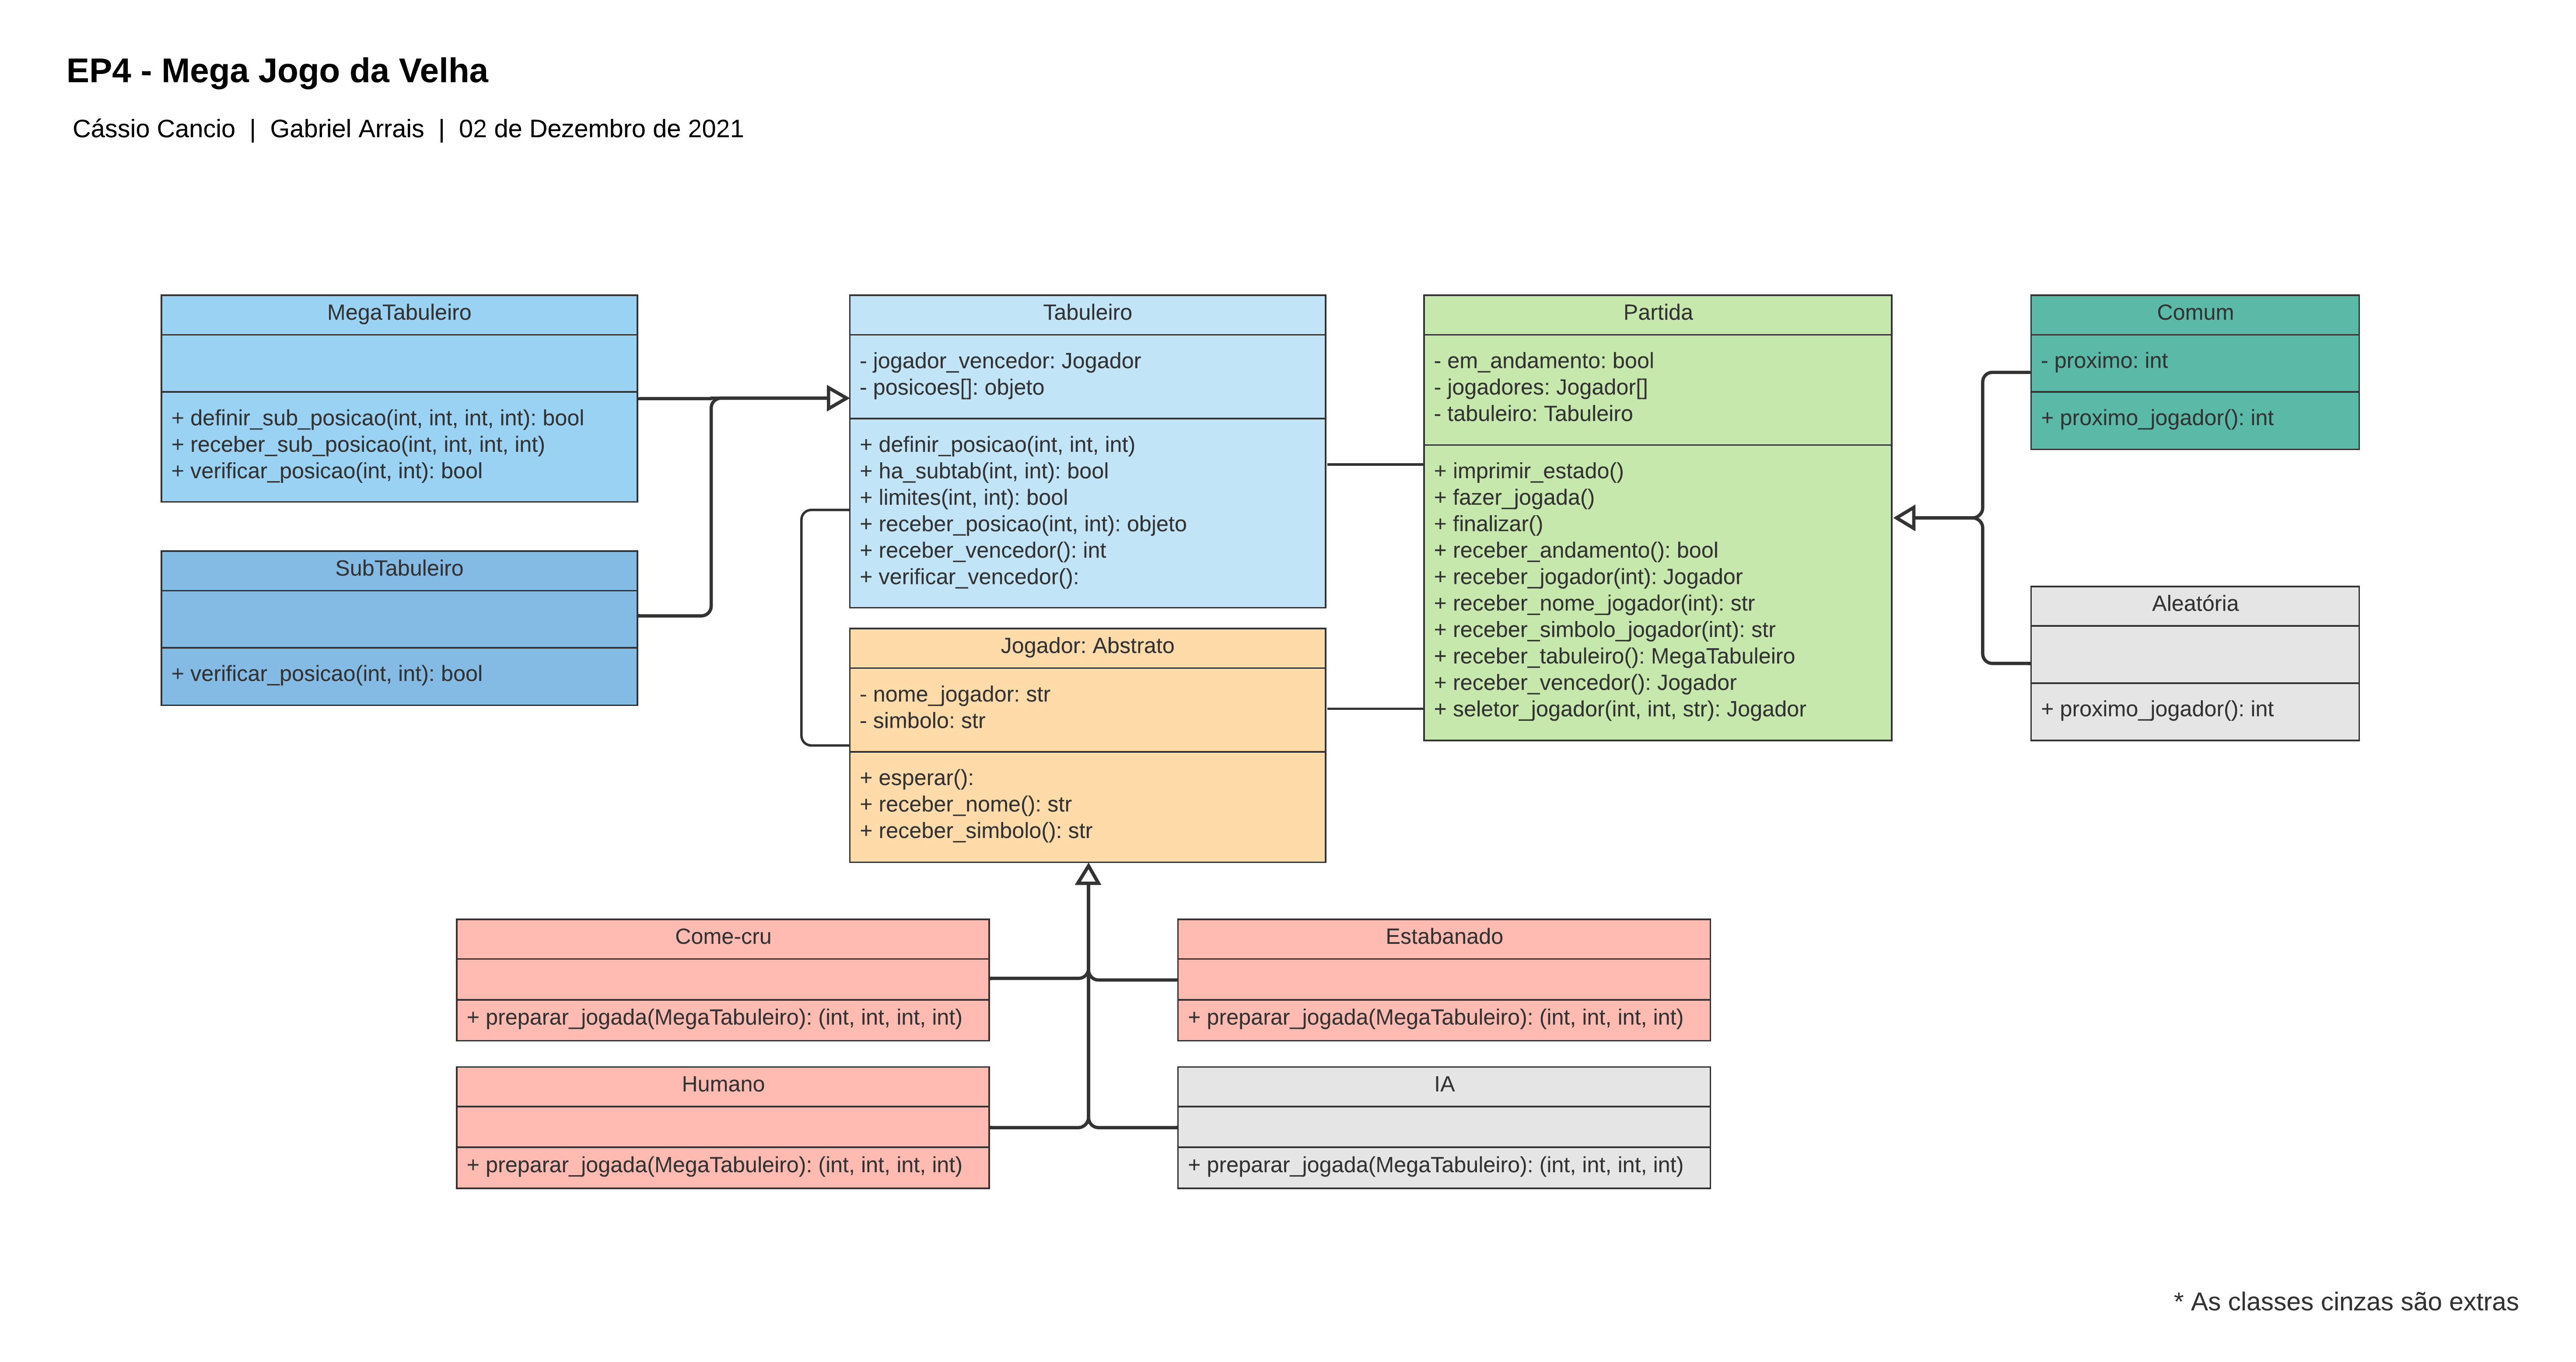 EP4 - Mega Jogo da Velha
Cássio Cancio | Gabriel Arrais | 02 de Dezembro de 2021
MegaTabuleiro
+ definir_sub_posicao(int, int, int, int): bool
+ receber_sub_posicao(int, int, int, int)
+ verificar_posicao(int, int): bool
SubTabuleiro
+ verificar_posicao(int, int): bool
Tabuleiro
- jogador_vencedor: Jogador
- posicoes[]: objeto
+ definir_posicao(int, int, int)
+ ha_subtab(int, int): bool
+ limites(int, int): bool
+ receber_posicao(int, int): objeto
+ receber_vencedor(): int
+ verificar_vencedor():
Jogador: Abstrato
- nome_jogador: str
- simbolo: str
+ esperar():
+ receber_nome(): str
+ receber_simbolo(): str
Partida
- em_andamento: bool
- jogadores: Jogador[]
- tabuleiro: Tabuleiro
+ imprimir_estado()
+ fazer_jogada()
+ finalizar()
+ receber_andamento(): bool
+ receber_jogador(int): Jogador
+ receber_nome_jogador(int): str
+ receber_simbolo_jogador(int): str
+ receber_tabuleiro(): MegaTabuleiro
+ receber_vencedor(): Jogador
+ seletor_jogador(int, int, str): Jogador
Comum
- proximo: int
+ proximo_jogador(): int
Aleatória
+ proximo_jogador(): int
Come-cru
+ preparar_jogada(MegaTabuleiro): (int, int, int, int)
Estabanado
+ preparar_jogada(MegaTabuleiro): (int, int, int, int)
Humano
+ preparar_jogada(MegaTabuleiro): (int, int, int, int)
IA
+ preparar_jogada(MegaTabuleiro): (int, int, int, int)
* As classes cinzas são extras